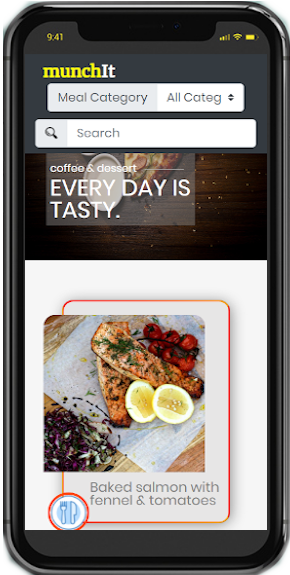 9:41
munchIt
Meal Category All Categ
Search
coffee & dessert
EVERY DAY IS
TASTY.
Baked salmon with
fennel & tomatoes